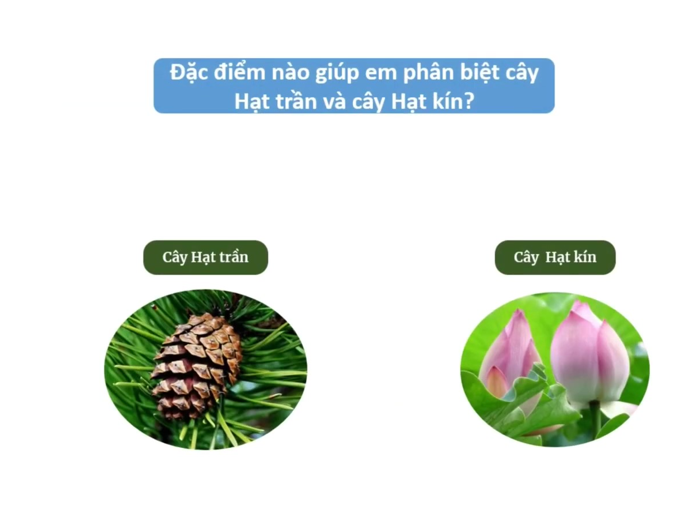 Đặc điểm nào giúp em phân biệt cây
Hạt trần và cây Hạt kín?
Cây Hạt trần
Cây Hạt kín